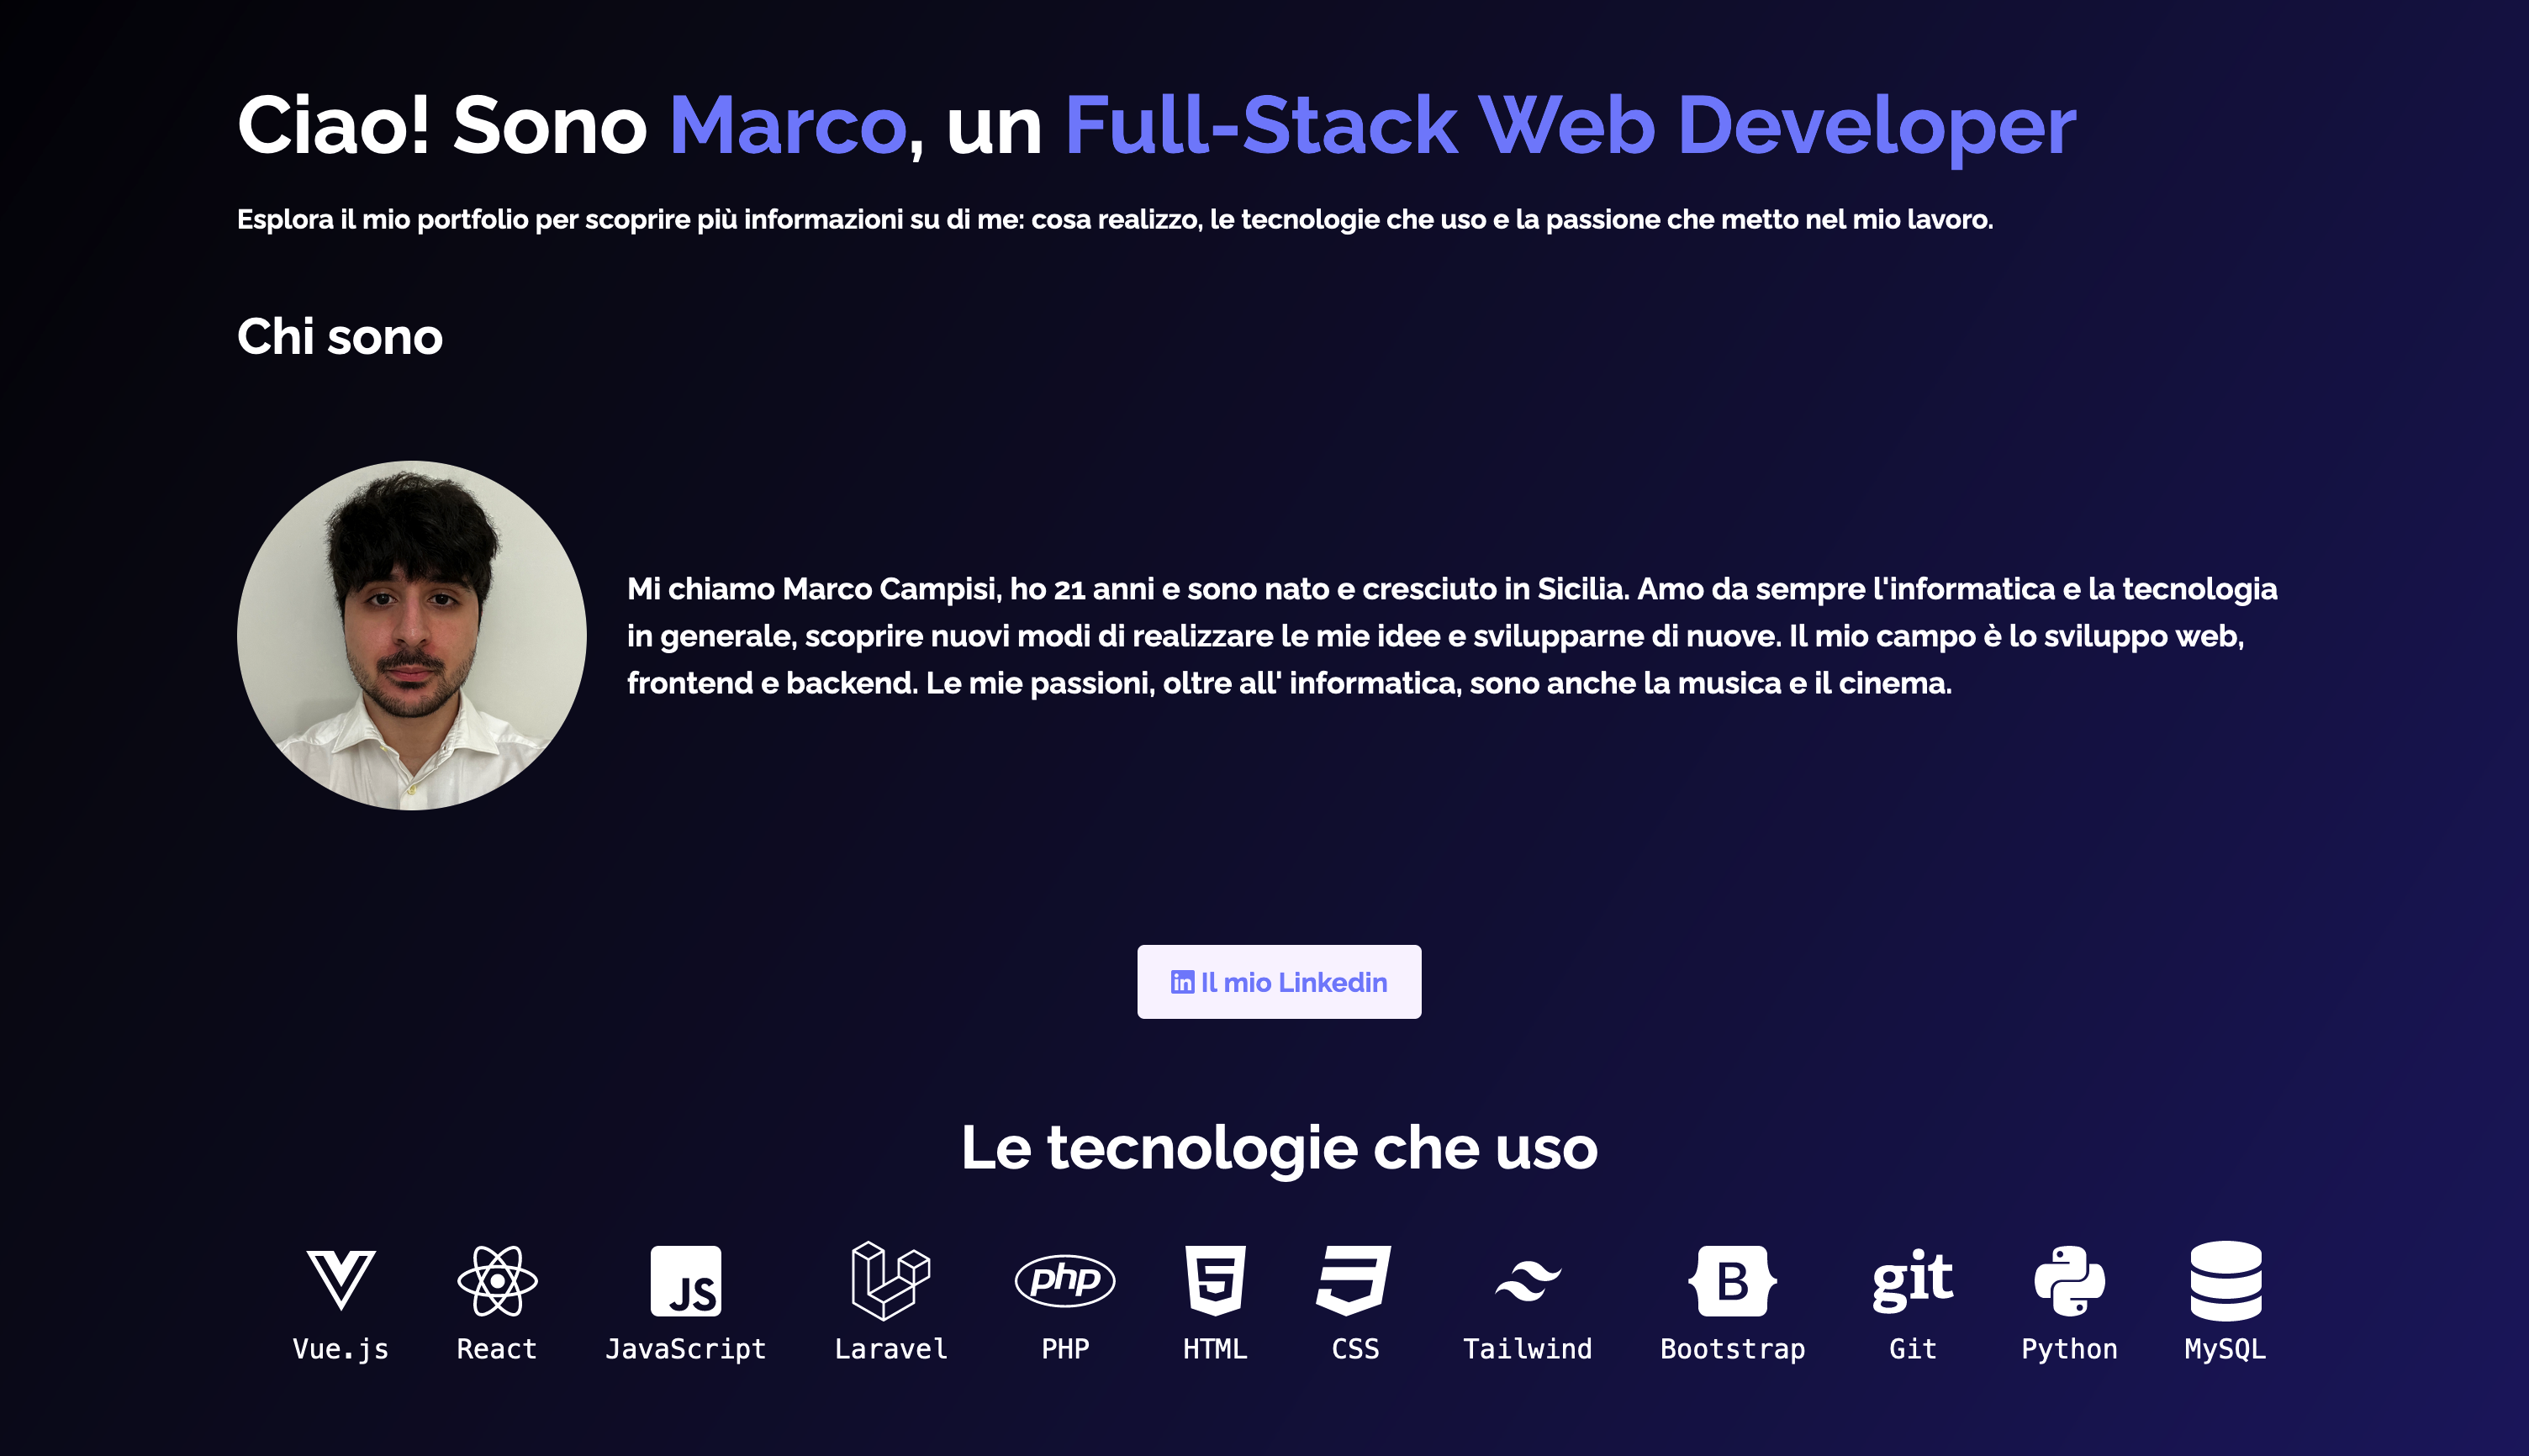 Ciao! Sono Marco, un Full-Stack Web Developer
Esplora il mio portfolio per scoprire più informazioni su di me: cosa realizzo, le tecnologie che uso e la passione che metto nel mio lavoro.
Chi sono
Mi chiamo Marco Campisi, ho 21 anni e sono nato e cresciuto in Sicilia. Amo da sempre l'informatica e la tecnologia
in generale, scoprire nuovi modi di realizzare le mie idee e svilupparne di nuove. Il mio campo è lo sviluppo web,
frontend e backend. Le mie passioni, oltre all' informatica, sono anche la musica e il cinema.
in Il mio Linkedin
Le tecnologie che uso
JS php 5 B git
Vue.js React JavaScript Laravel PHP HTML CSS Tailwind Bootstrap Git Python MySQL